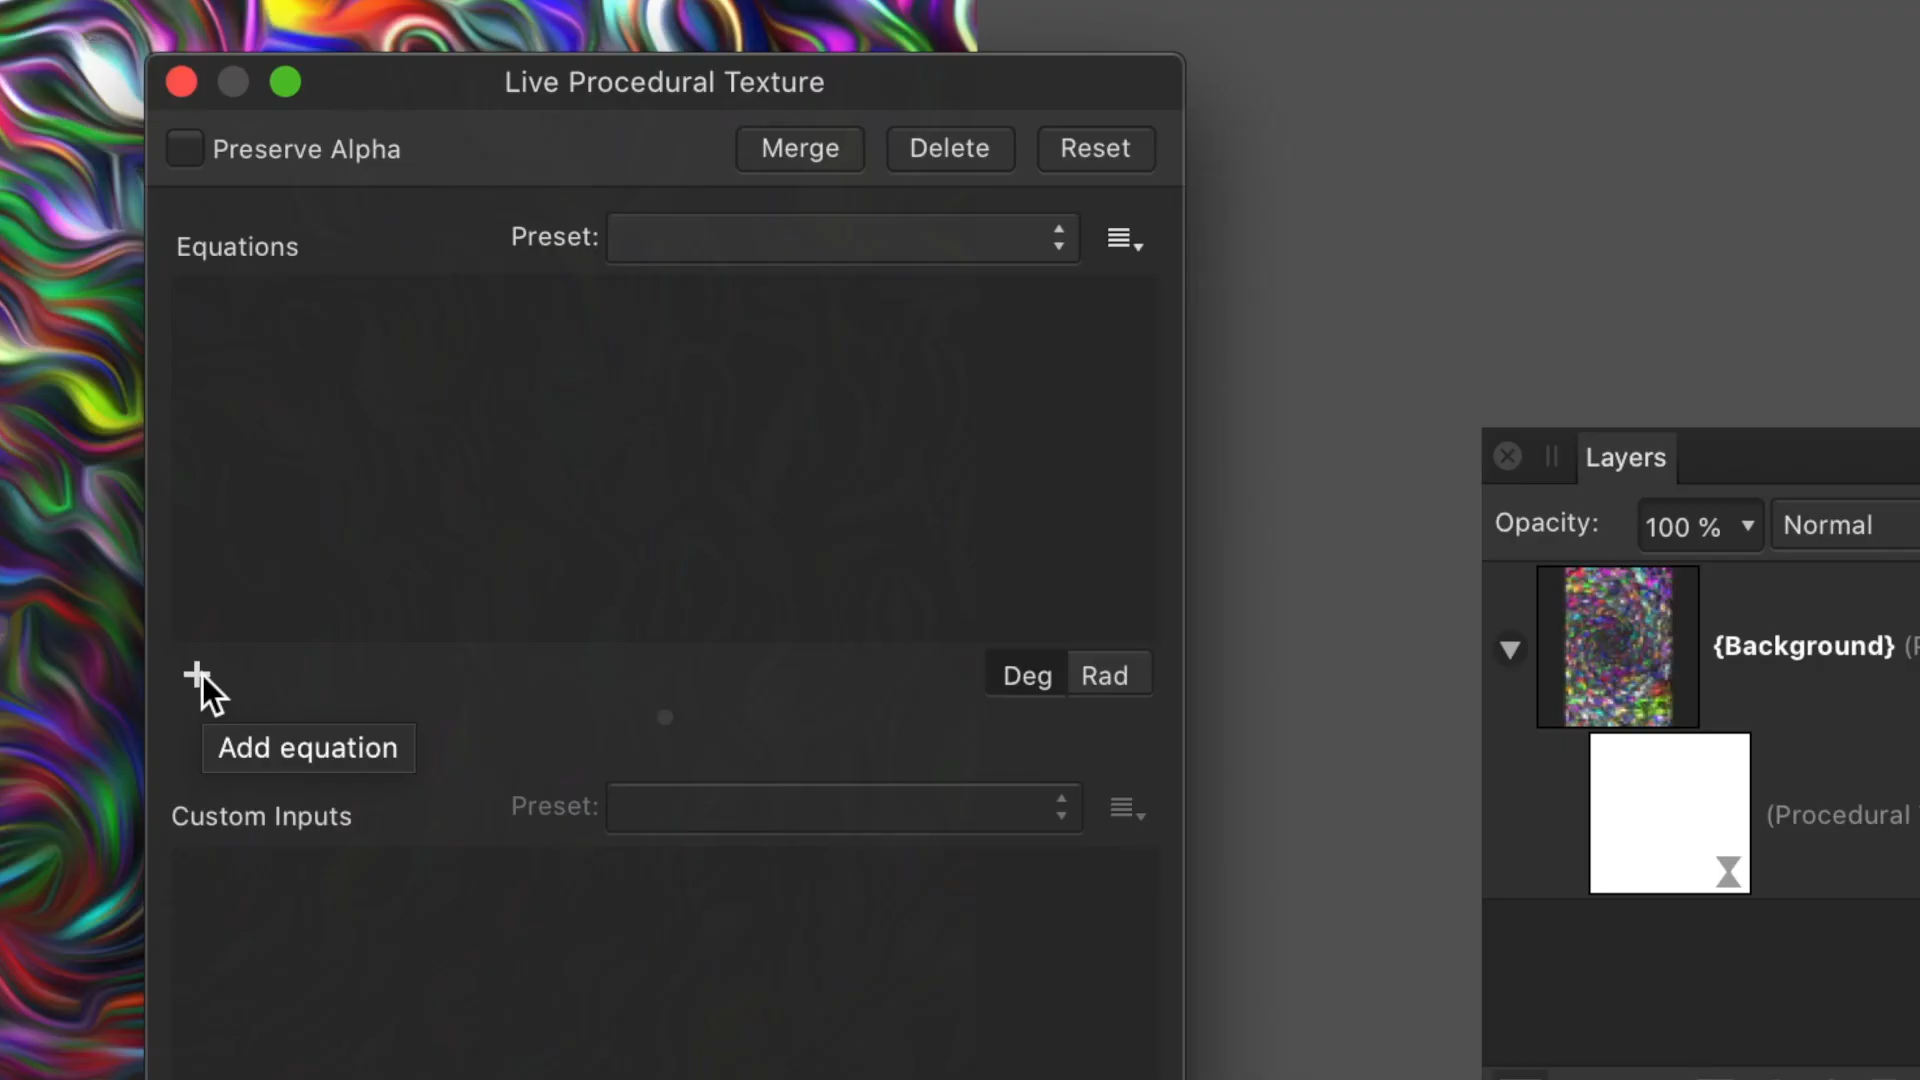 Live Procedural Texture
Preserve Alpha
Merge
Delete
Reset
Equations
Preset:
Deg
Rad
Add equation
Custom Inputs
Preset:
Layers
Opacity:
100 %
Normal
{Background}
(Procedural